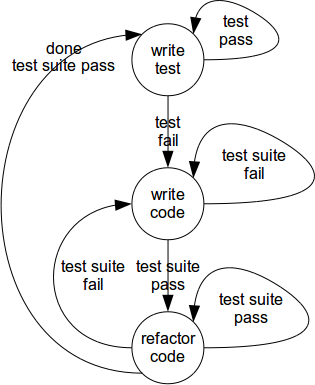 test
pass
done
test suite pass
write
test
test
fail
test suite
fail
write
code
test suite
fail
test suite
pass
test suite
pass
refactor
code